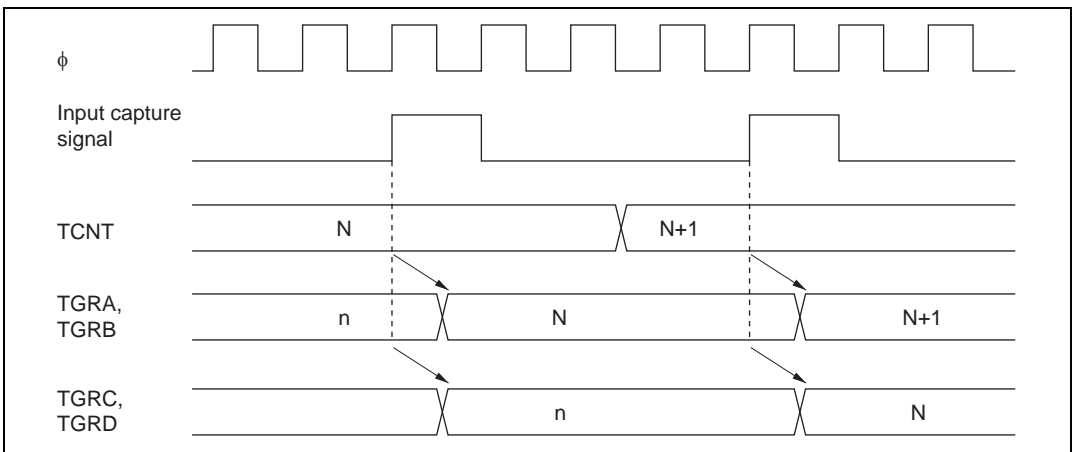 ϕ
Input capture
signal
TCNT
N
N+1
TGRA,
TGRB
n
N
N+1
TGRC,
TGRD
n
N